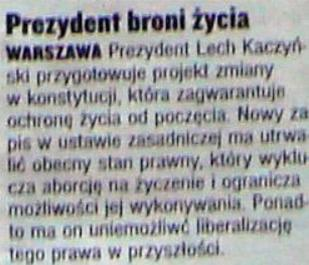 Prezydent broni życia
WARSZAWA Prezydent Lech Kaczyń-
ski przygotowuje projekt zmiany
w konstytucji, która zagwarantuje
ochronę życia od poczęcia. Nowy za
pis w ustawie zasadniczej ma utrwa-
lić obecny stan prawny, który wyklu-
cza aborcję na życzenie i ogranicza
możliwości jej wykonywania. Ponad-
to ma on uniemożliwć liberalizację
tego prawa w przyszłości.